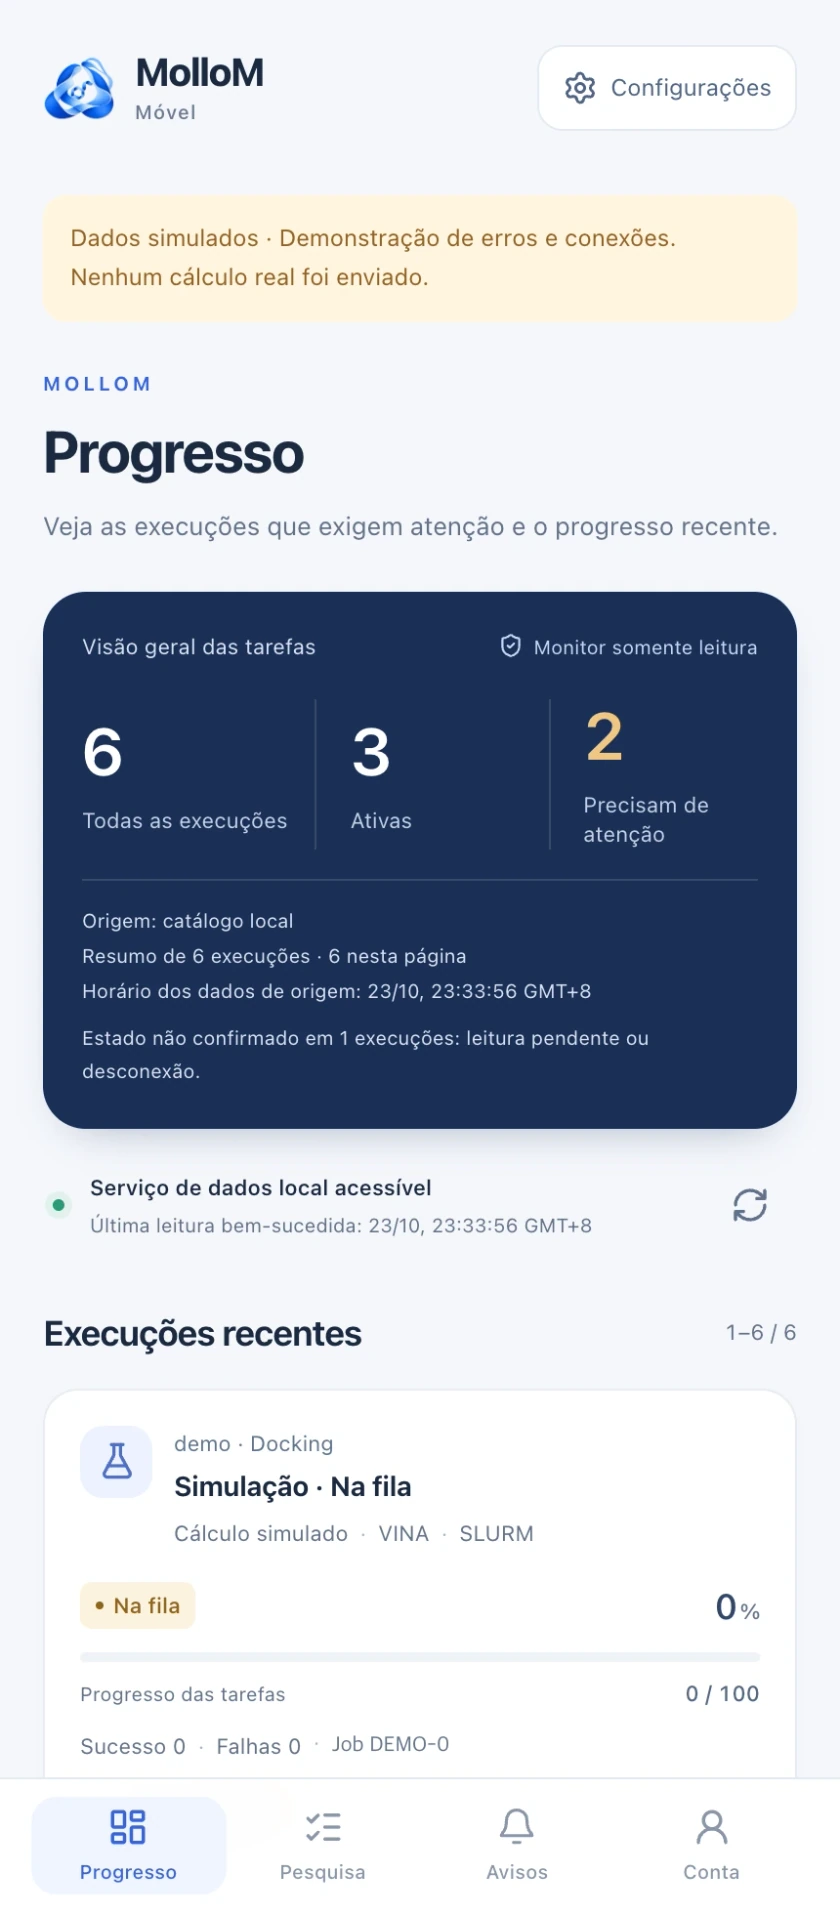 MolloM
Móvel
Configurações
Dados simulados · Demonstração de erros e conexões.
Nenhum cálculo real foi enviado.
MOLLOM
Progresso
Veja as execuções que exigem atenção e o progresso recente.
Visão geral das tarefas
Monitor somente leitura
6
Todas as execuções
3
Ativas
2
Precisam de
atenção
Origem: catálogo local
Resumo de 6 execuções · 6 nesta página
Horário dos dados de origem: 23/10, 23:33:56 GMT+8
Estado não confirmado em 1 execuções: leitura pendente ou
desconexão.
Serviço de dados local acessível
Última leitura bem-sucedida: 23/10, 23:33:56 GMT+8
Execuções recentes
1–6 / 6
demo · Docking
Simulação · Na fila
Cálculo simulado · VINA · SLURM
• Na fila
0%
Progresso das tarefas
0 / 100
Sucesso 0 · Falhas 0 · Job DEMO-0
Progresso
Pesquisa
Avisos
Conta